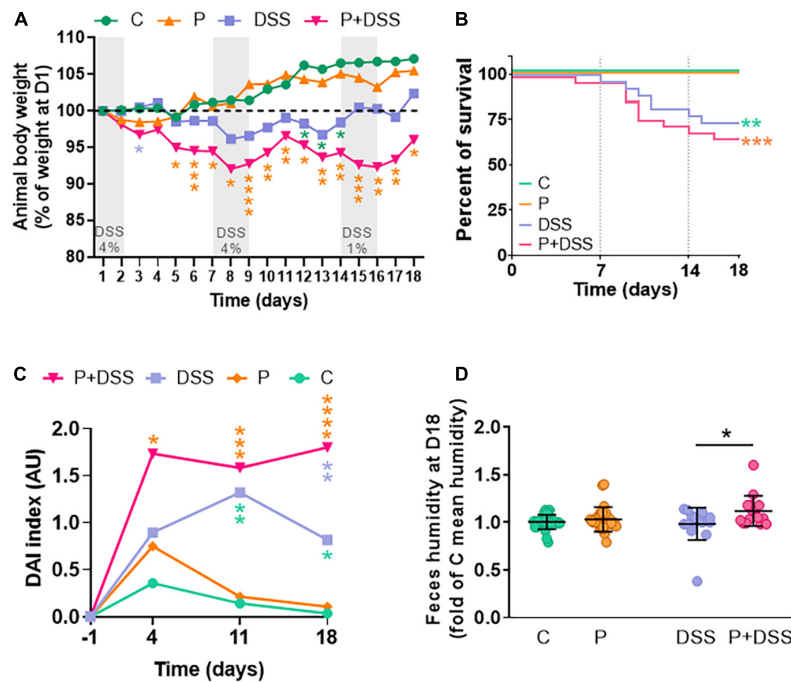 A
C P DSS P+DSS
Animal body weight
(% of weight at D1)
110
105
100
95
90
85
80
DSS
4%
DSS
4%
DSS
1%
* * * * * * * * * * * * * * * * * * * * * * * * * * * * *
1 2 3 4 5 6 7 8 9 10 11 12 13 14 15 16 17 18
Time (days)
B
Percent of survival
100
75
50
25
0
**
***
C
P
DSS
P+DSS
0 7 14 18
Time (days)
C
P+DSS DSS P C
DAI index (AU)
2.0
1.5
1.0
0.5
0.0
*
***
**
****
**
*
-1 4 11 18
Time (days)
D
Feces humidity at D18
(fold of C mean humidity)
2.0
1.5
1.0
0.5
0.0
*
C P DSS P+DSS